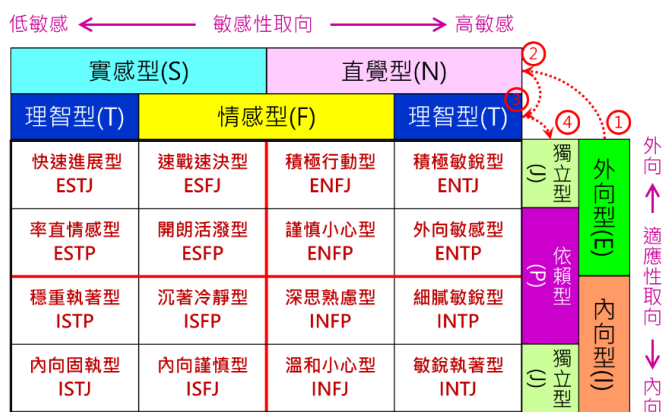 低敏感 敏感性取向 高敏感
實感型(S) 直覺型(N) ②
理智型(T) 情感型(F) 理智型(T) ③ ④ ①
快速進展型 速戰速決型 積極行動型 積極敏銳型
ESTJ ESFJ ENFJ ENTJ
率直情感型 開朗活潑型 謹慎小心型 外向敏感型
ESTP ESFP ENFP ENTP
穩重執著型 沉著冷靜型 深思熟慮型 細膩敏銳型
ISTP ISFP INFP INTP
內向固執型 內向謹慎型 溫和小心型 敏銳執著型
ISTJ ISFJ INFJ INTJ
獨立型(J)
依賴型(P)
獨立型(J)
外向型(E)
內向型(I)
外向
適應性取向
內向